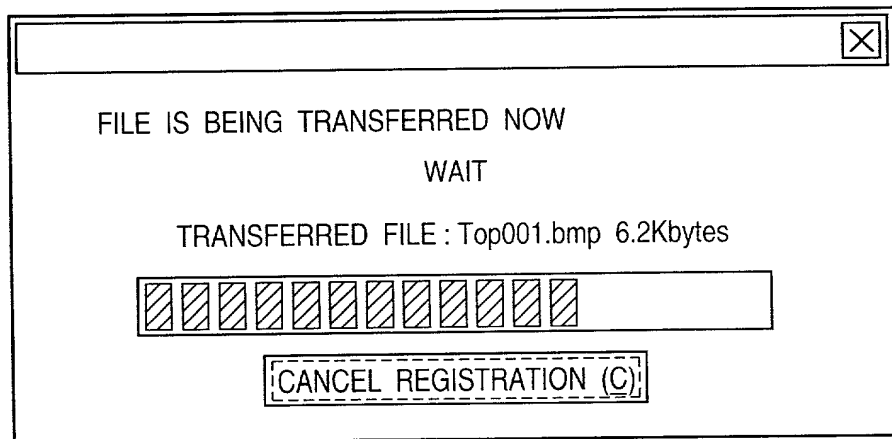 FILE IS BEING TRANSFERRED NOW
WAIT
TRANSFERRED FILE : Top001.bmp 6.2Kbytes
CANCEL REGISTRATION (C)